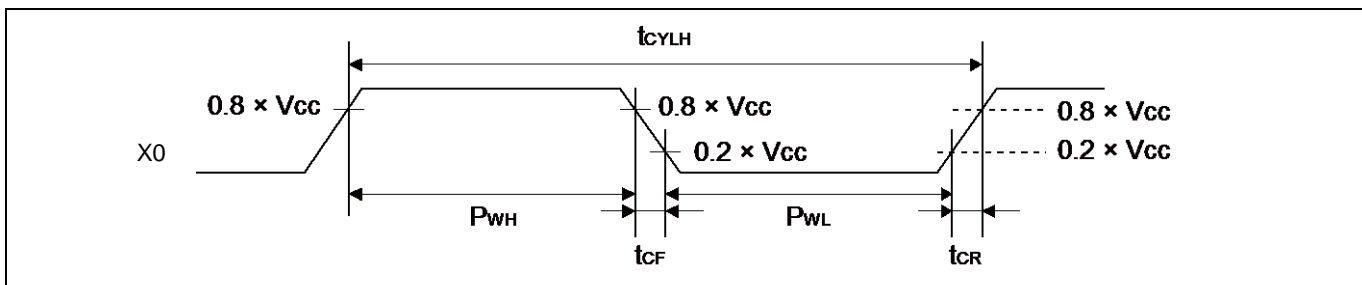 tCYLH
0.8 × VCC
0.8 × VCC
0.8 × VCC
X0
0.2 × VCC
0.2 × VCC
PWH
PWL
tCF
tCR